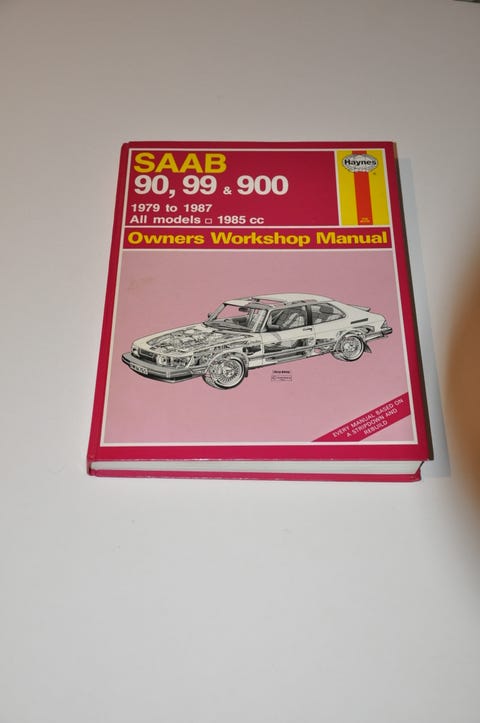 SAAB
Haynes
90, 99 & 900
1979 to 1987
All models □ 1985 cc
Owners Workshop Manual
EVERY MANUAL BASED ON
A STRIPDOWN AND
REBUILD